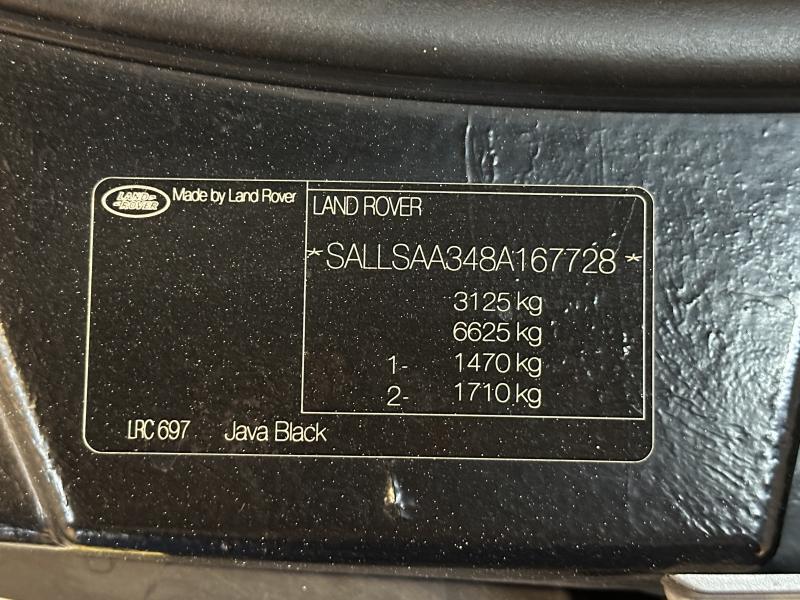 LAND-
-ROVER
Made by Land Rover
LAND ROVER
*SALLSAA348A167728*
3125 kg
6625 kg
1- 1470 kg
2- 1710 kg
LRC 697 Java Black